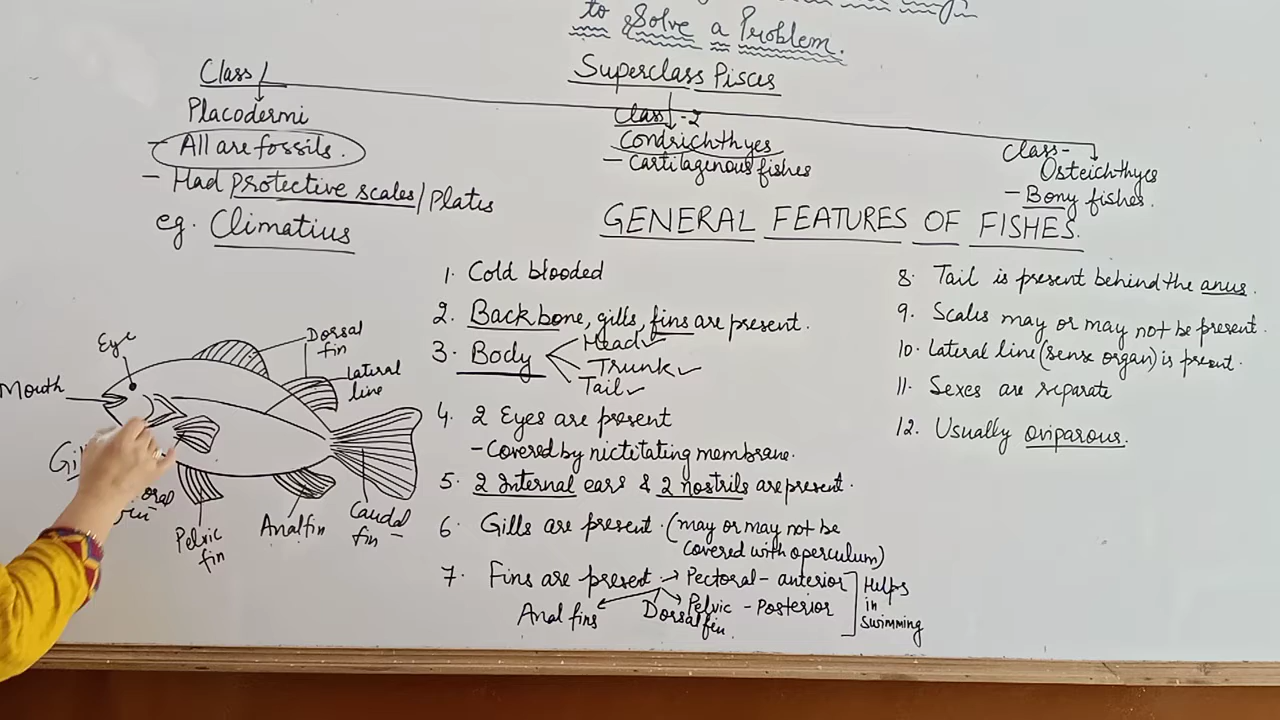 to Solve a Problem.
Superclass Pisces
Class 1
Placodermi
- All are fossils.
- Had protective scales/Plates
eg. Climatius
Class-2
Condrichthyes
- Cartilagenous fishes
Class-
Osteichthyes
- Bony fishes.
GENERAL FEATURES OF FISHES.
Eye
Mouth
Dorsal
fin
Lateral
line
Pelvic
fin
Anal fin
Caudal
fin
1. Cold blooded
2. Backbone, gills, fins are present.
3. Body
Head
Trunk
Tail
4. 2 Eyes are present
- Covered by nictetating membrane.
5. 2 Internal ears & 2 nostrils are present.
6 Gills are present. (may or may not be
covered with operculum)
7. Fins are present.
Pectoral - anterior
Pelvic - Posterior
Anal fins
Dorsal fin.
Helps
in
Swimming
8. Tail is present behind the anus.
9. Scales may or may not be present.
10. Lateral line (sense organ) is present.
11. Sexes are separate
12. Usually oviparous.